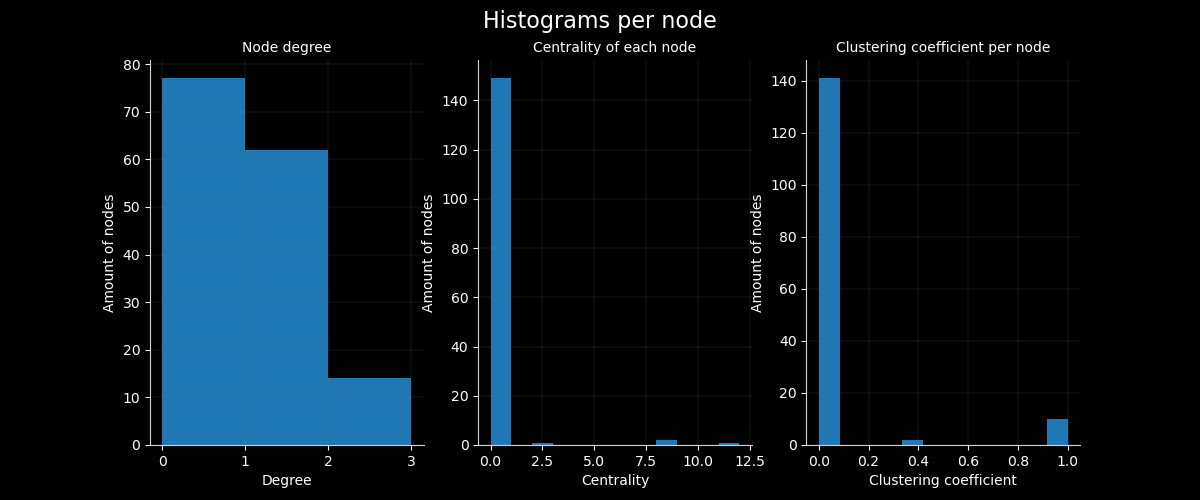 Histograms per node
Node degree
Amount of nodes
80
70
60
50
40
30
20
10
0
0 1 2 3
Degree
Centrality of each node
Amount of nodes
140
120
100
80
60
40
20
0
0.0 2.5 5.0 7.5 10.0 12.5
Centrality
Clustering coefficient per node
Amount of nodes
140
120
100
80
60
40
20
0
0.0 0.2 0.4 0.6 0.8 1.0
Clustering coefficient